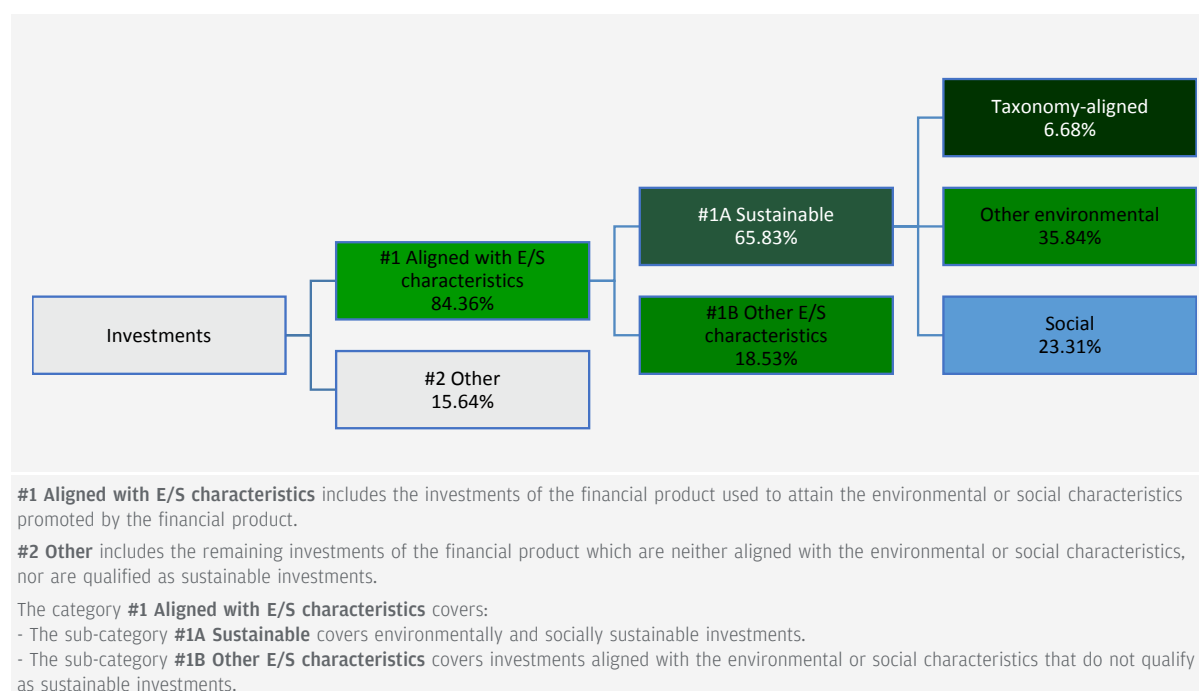 Taxonomy-aligned
6.68%
#1A Sustainable
65.83%
Other environmental
35.84%
#1 Aligned with E/S
characteristics
84.36%
Investments
#1B Other E/S
characteristics
18.53%
Social
23.31%
#2 Other
15.64%
#1 Aligned with E/S characteristics includes the investments of the financial product used to attain the environmental or social characteristics
promoted by the financial product.
#2 Other includes the remaining investments of the financial product which are neither aligned with the environmental or social characteristics,
nor are qualified as sustainable investments.
The category #1 Aligned with E/S characteristics covers:
- The sub-category #1A Sustainable covers environmentally and socially sustainable investments.
- The sub-category #1B Other E/S characteristics covers investments aligned with the environmental or social characteristics that do not qualify
as sustainable investments.